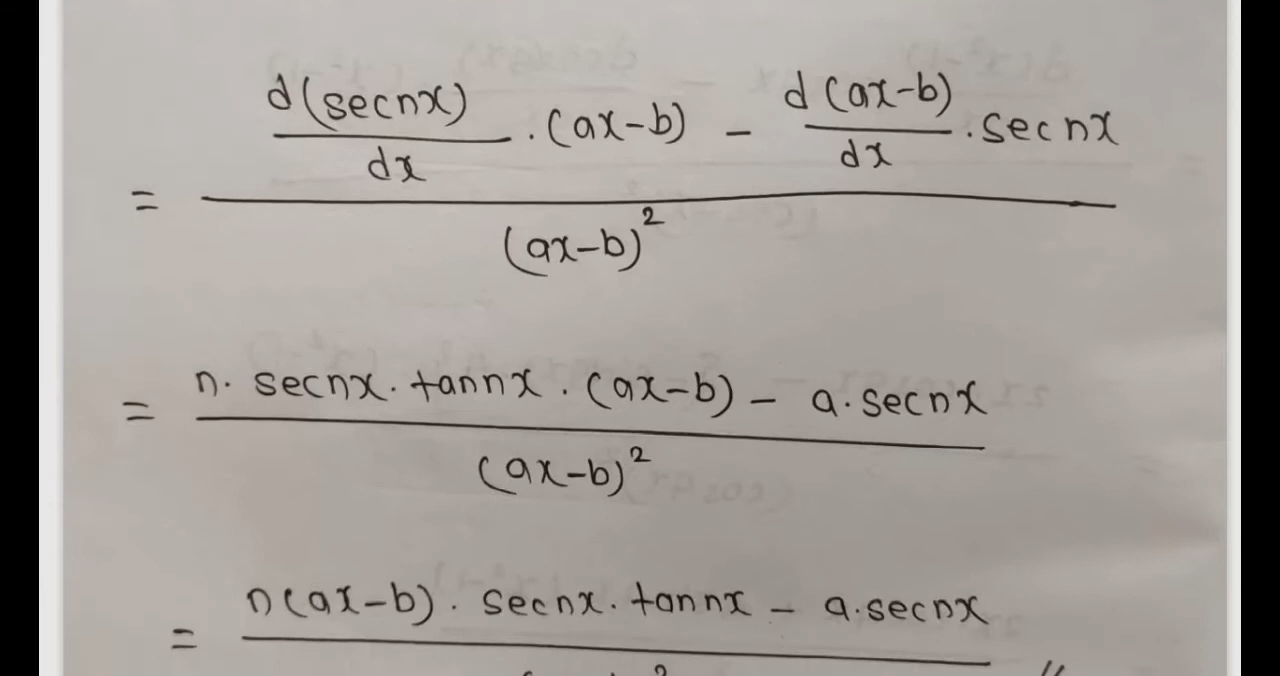 d(secnx)/dx . (ax-b) - d(ax-b)/dx . secnx
= ────────
(ax-b)²
= n. secnx. tannx. (ax-b) - a.secnx
(ax-b)²
= n(ax-b). secnx. tannx - a.secnx